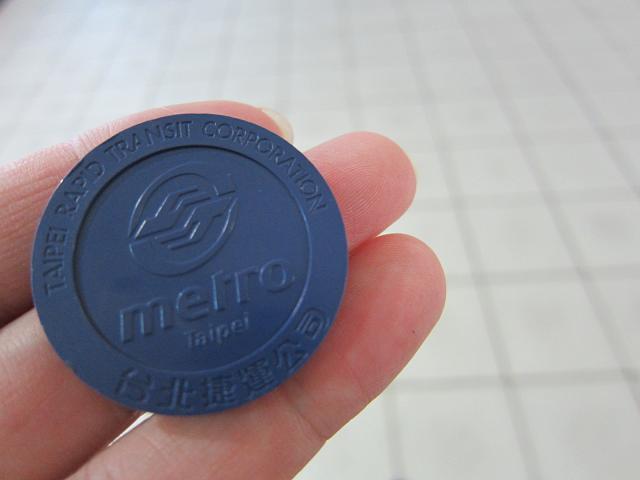 TAIPEI RAPID TRANSIT CORPORATION
metro
Taipei
台北捷運公司